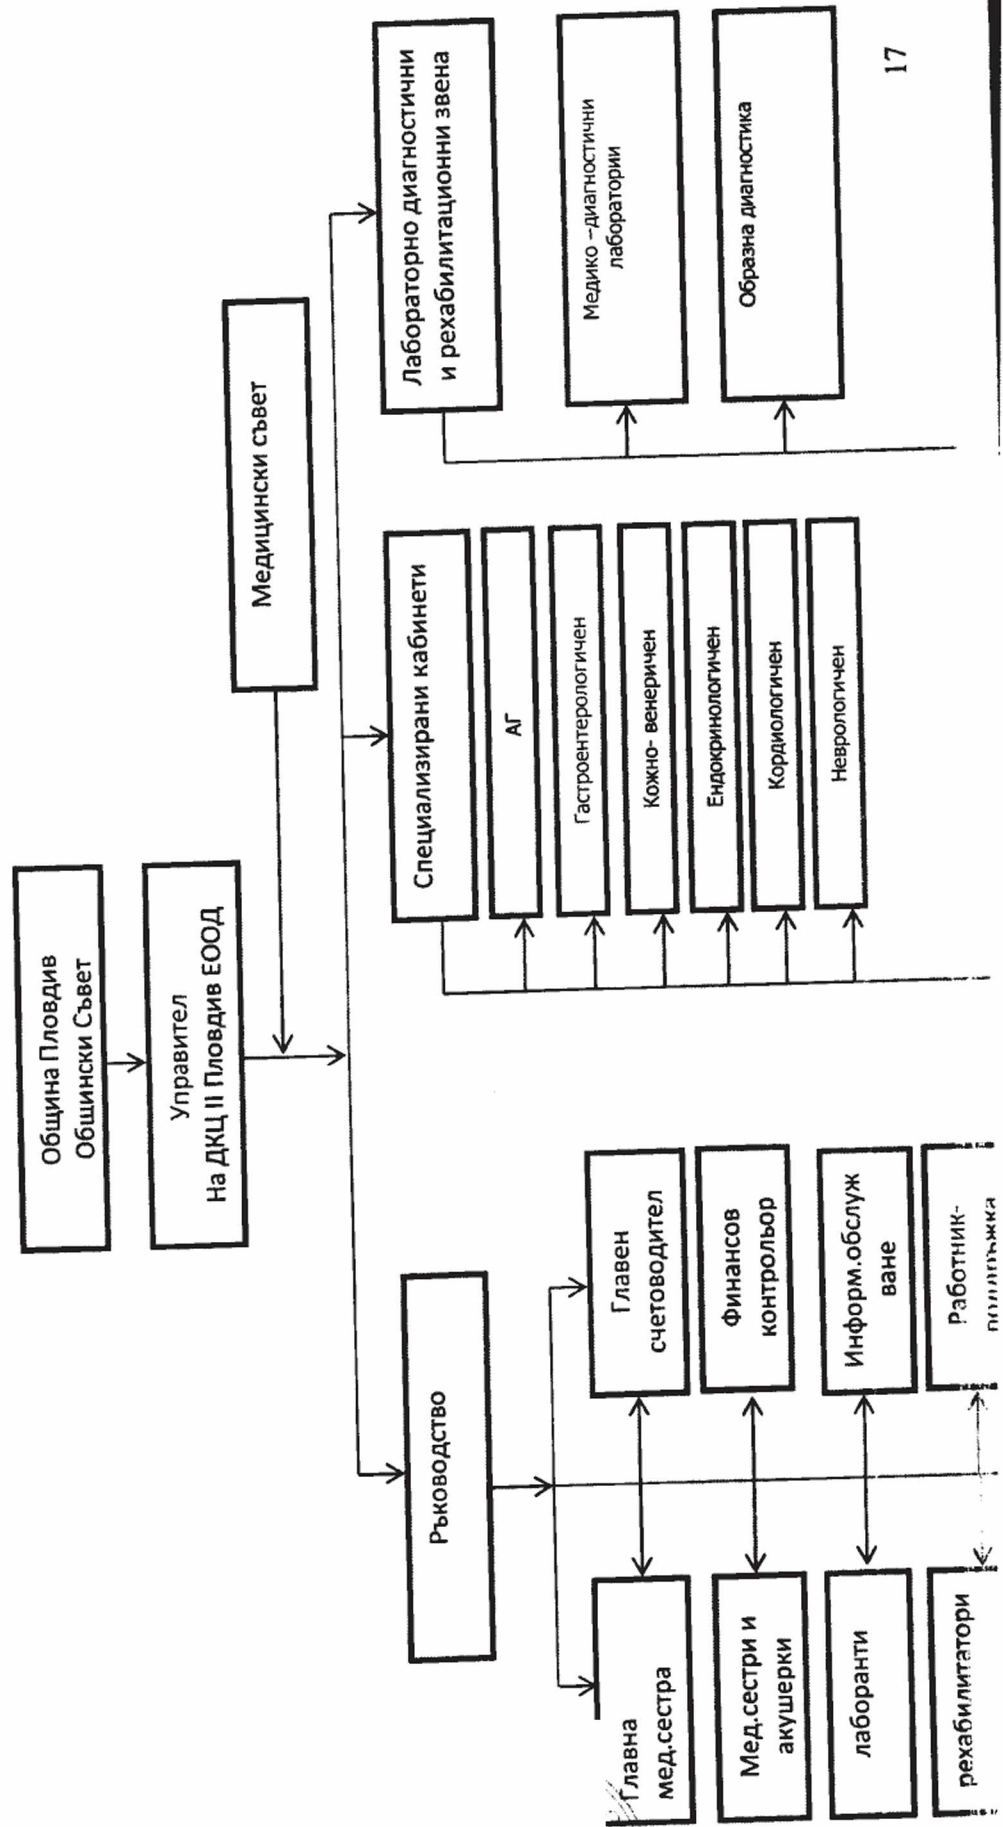 Община Пловдив
Обшински Съвет
Управител
На ДКЦ II Пловдив ЕООД
Медицински съвет
Ръководство
Специализирани кабинети
Лабораторно диагностични
и рехабилитационни звена
Главна
мед.сестра
Главен
счетоводител
Мед.сестри и
акушерки
Финансов
контрольор
лаборанти
Информ.обслуж
ване
рехабилитатори
Работник-
АГ
Гастроентерологичен
Кожно- венеричен
Ендокринологичен
Кордиологичен
Неврологичен
Медико –диагностични
лаборатории
Образна диагностика
17